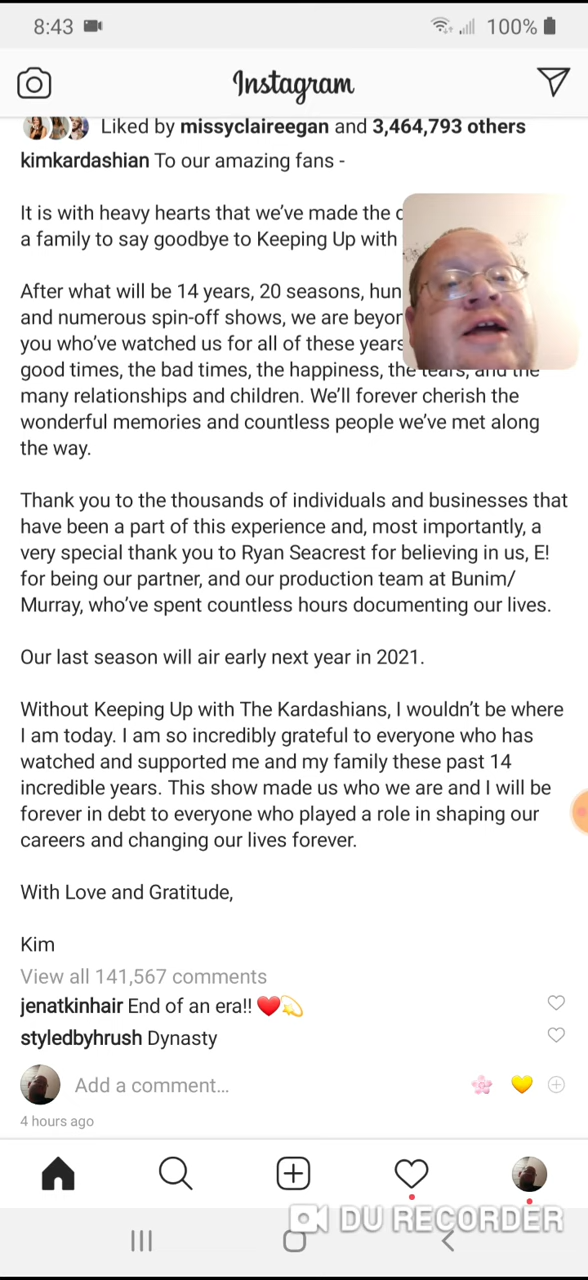 8:43 100%
Instagram
Liked by missyclaireegan and 3,464,793 others
kimkardashian To our amazing fans -
It is with heavy hearts that we’ve made the
a family to say goodbye to Keeping Up with
After what will be 14 years, 20 seasons,
and numerous spin-off shows, we are
you who’ve watched us for all of these years
good times, the bad times, the happiness, the tears, and the
many relationships and children. We’ll forever cherish the
wonderful memories and countless people we’ve met along
the way.
Thank you to the thousands of individuals and businesses that
have been a part of this experience and, most importantly, a
very special thank you to Ryan Seacrest for believing in us, E!
for being our partner, and our production team at Bunim/
Murray, who’ve spent countless hours documenting our lives.
Our last season will air early next year in 2021.
Without Keeping Up with The Kardashians, I wouldn’t be where
I am today. I am so incredibly grateful to everyone who has
watched and supported me and my family these past 14
incredible years. This show made us who we are and I will be
forever in debt to everyone who played a role in shaping our
careers and changing our lives forever.
With Love and Gratitude,
Kim
View all 141,567 comments
jenatkinhair End of an era!! ❤️💫
styledbyhrush Dynasty
Add a comment...
4 hours ago
DU RECORDER